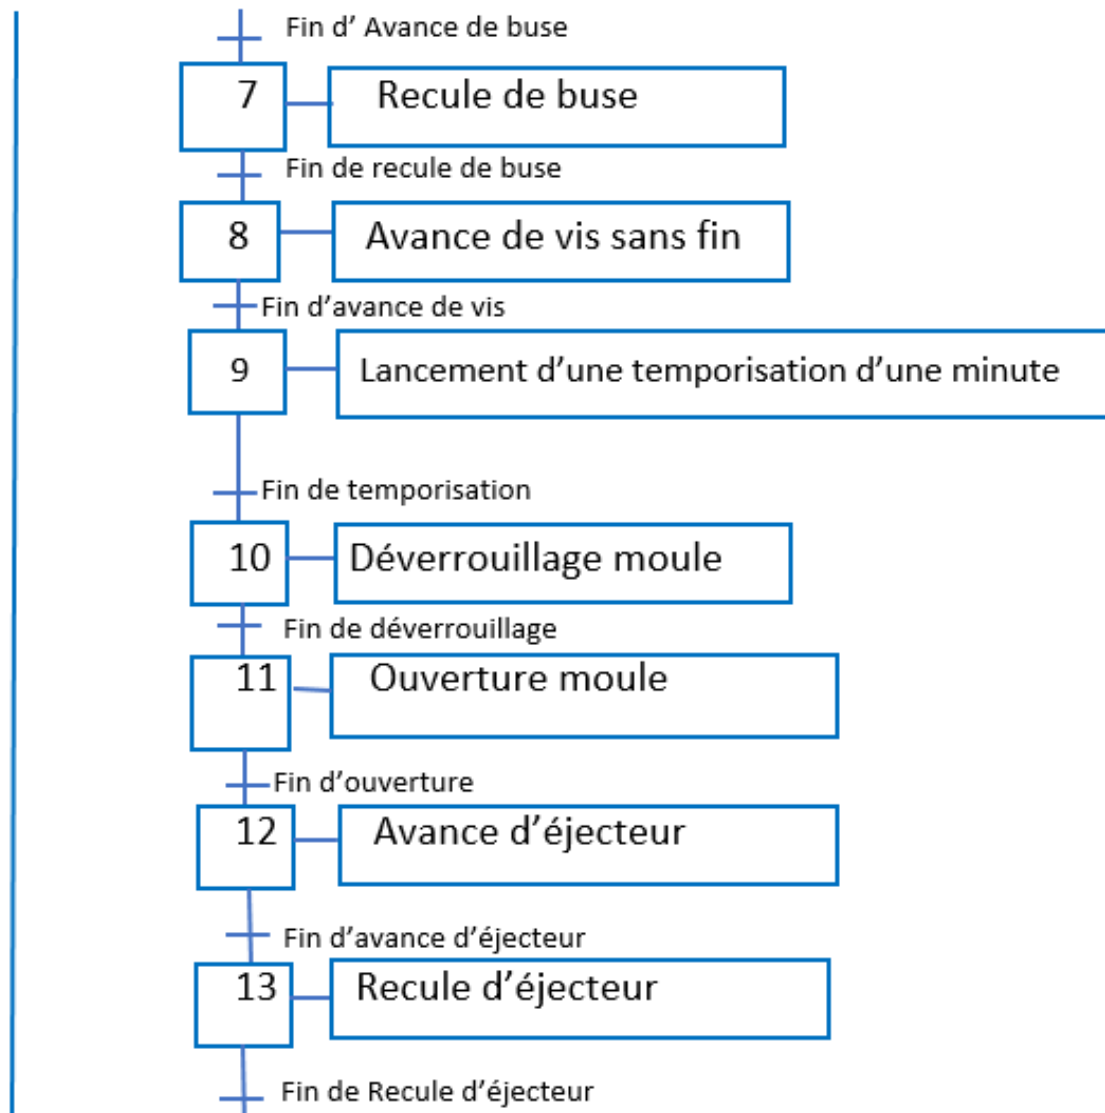 Fin d’ Avance de buse
7
Recule de buse
Fin de recule de buse
8
Avance de vis sans fin
Fin d’avance de vis
9
Lancement d’une temporisation d’une minute
Fin de temporisation
10
Déverrouillage moule
Fin de déverrouillage
11
Ouverture moule
Fin d’ouverture
12
Avance d’éjecteur
Fin d’avance d’éjecteur
13
Recule d’éjecteur
Fin de Recule d’éjecteur